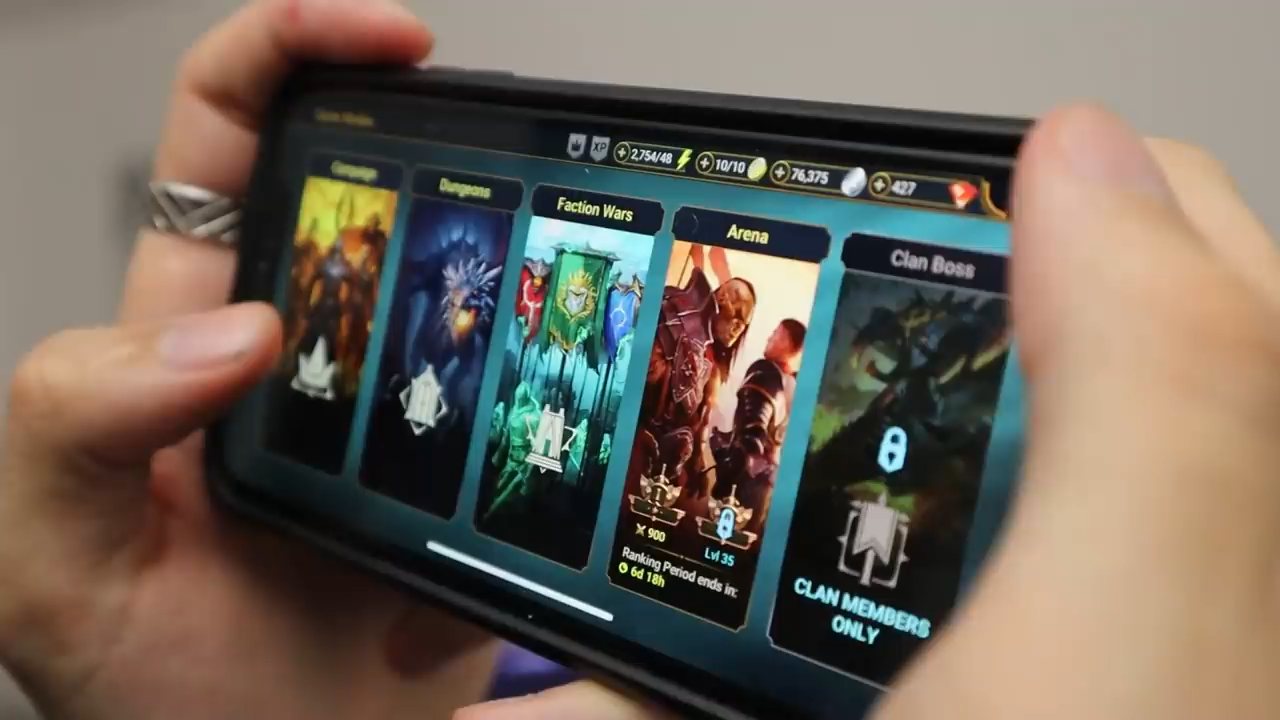 XP
2,754/48
10/10
76,375
427
Campaign
Dungeons
Faction Wars
Arena
Clan Boss
900
Lvl 35
Ranking Period ends in:
6d 18h
CLAN MEMBERS
ONLY